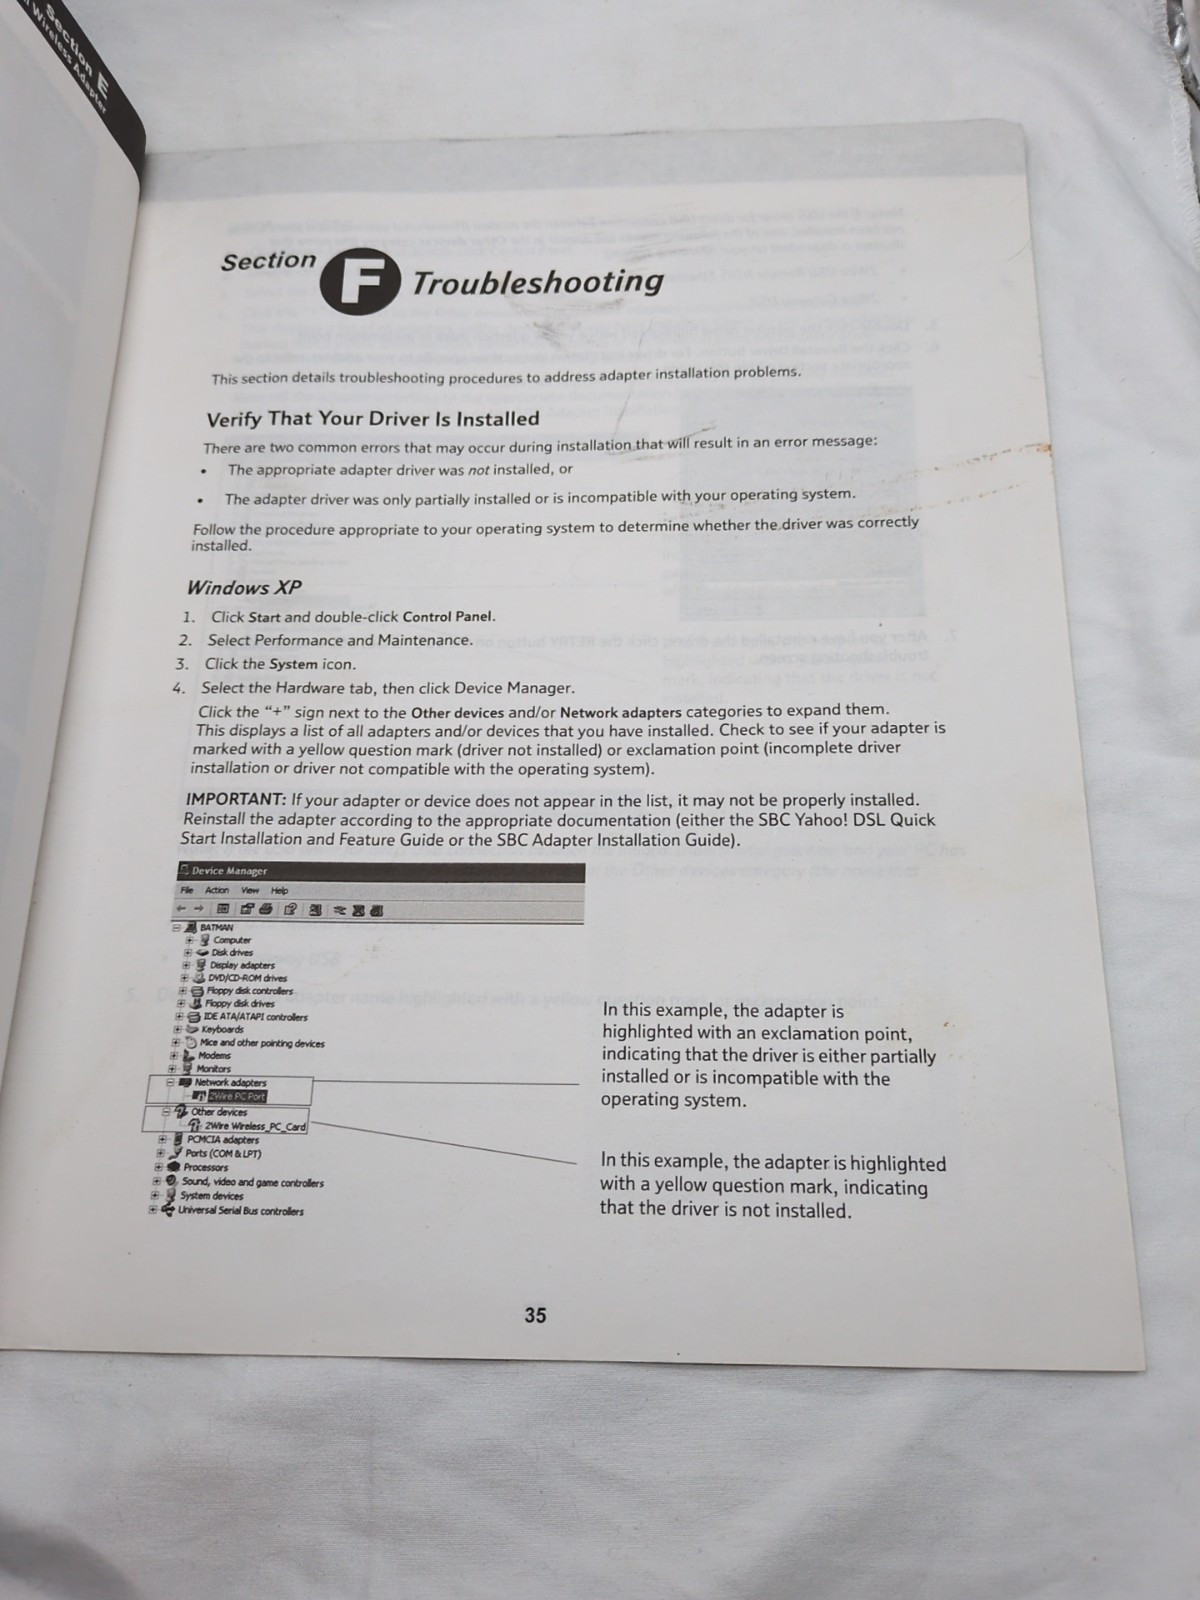 Section E
Wireless Adapter
Section F Troubleshooting
This section details troubleshooting procedures to address adapter installation problems.
Verify That Your Driver Is Installed
There are two common errors that may occur during installation that will result in an error message:
• The appropriate adapter driver was not installed, or
• The adapter driver was only partially installed or is incompatible with your operating system.
Follow the procedure appropriate to your operating system to determine whether the driver was correctly
installed.
Windows XP
1. Click Start and double-click Control Panel.
2. Select Performance and Maintenance.
3. Click the System icon.
4. Select the Hardware tab, then click Device Manager.
Click the "+" sign next to the Other devices and/or Network adapters categories to expand them.
This displays a list of all adapters and/or devices that you have installed. Check to see if your adapter is
marked with a yellow question mark (driver not installed) or exclamation point (incomplete driver
installation or driver not compatible with the operating system).
IMPORTANT: If your adapter or device does not appear in the list, it may not be properly installed.
Reinstall the adapter according to the appropriate documentation (either the SBC Yahoo! DSL Quick
Start Installation and Feature Guide or the SBC Adapter Installation Guide).
Device Manager
File Action View Help
BATMAN
Computer
Disk drives
Display adapters
DVD/CD-ROM drives
Floppy disk controllers
Floppy disk drives
IDE ATA/ATAPI controllers
Keyboards
Mice and other pointing devices
Modems
Monitors
Network adapters
2Wire PC Port
Other devices
2Wire Wireless_PC_Card
PCMCIA adapters
Ports (COM & LPT)
Processors
Sound, video and game controllers
System devices
Universal Serial Bus controllers
In this example, the adapter is
highlighted with an exclamation point,
indicating that the driver is either partially
installed or is incompatible with the
operating system.
In this example, the adapter is highlighted
with a yellow question mark, indicating
that the driver is not installed.
35